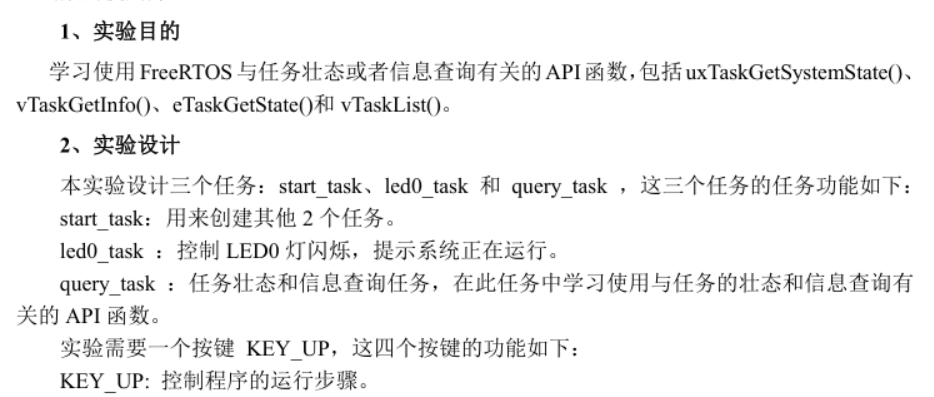 1、实验目的
学习使用 FreeRTOS 与任务状态或者信息查询有关的 API 函数，包括 uxTaskGetSystemState()、
vTaskGetInfo()、eTaskGetState()和 vTaskList()。
2、实验设计
本实验设计三个任务：start_task、led0_task 和 query_task ，这三个任务的任务功能如下：
start_task：用来创建其他 2 个任务。
led0_task ：控制 LED0 灯闪烁，提示系统正在运行。
query_task ：任务状态和信息查询任务，在此任务中学习使用与任务的状态和信息查询有
关的 API 函数。
实验需要一个按键 KEY_UP，这四个按键的功能如下：
KEY_UP: 控制程序的运行步骤。